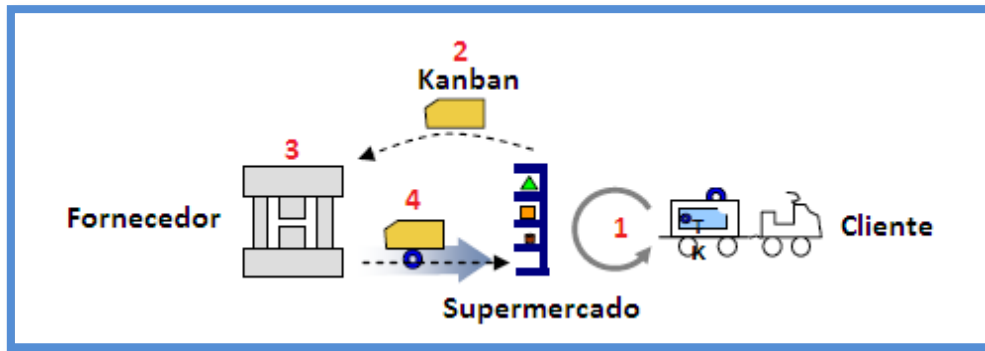 2
Kanban
3
4
Fornecedor
1
T
k
Cliente
Supermercado